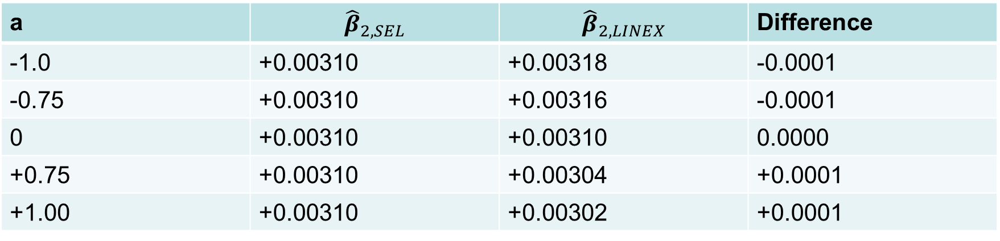 a β̂2,SEL β̂2,LINEX Difference
-1.0 +0.00310 +0.00318 -0.0001
-0.75 +0.00310 +0.00316 -0.0001
0 +0.00310 +0.00310 0.0000
+0.75 +0.00310 +0.00304 +0.0001
+1.00 +0.00310 +0.00302 +0.0001